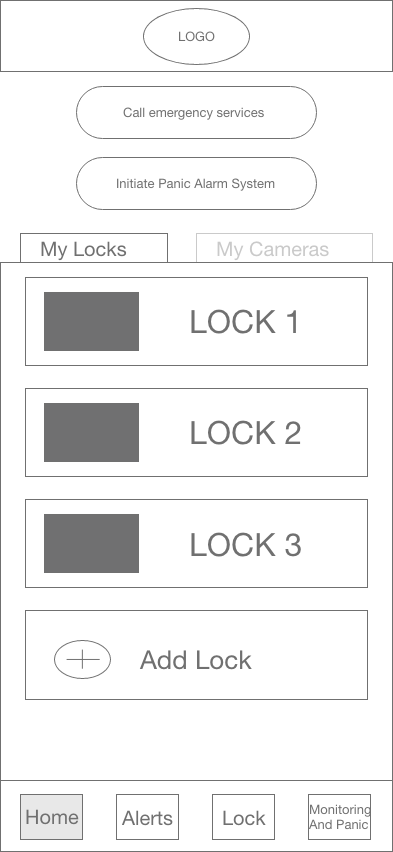 LOGO
Call emergency services
Initiate Panic Alarm System
My Locks
My Cameras
LOCK 1
LOCK 2
LOCK 3
Add Lock
Home
Alerts
Lock
Monitoring
And Panic